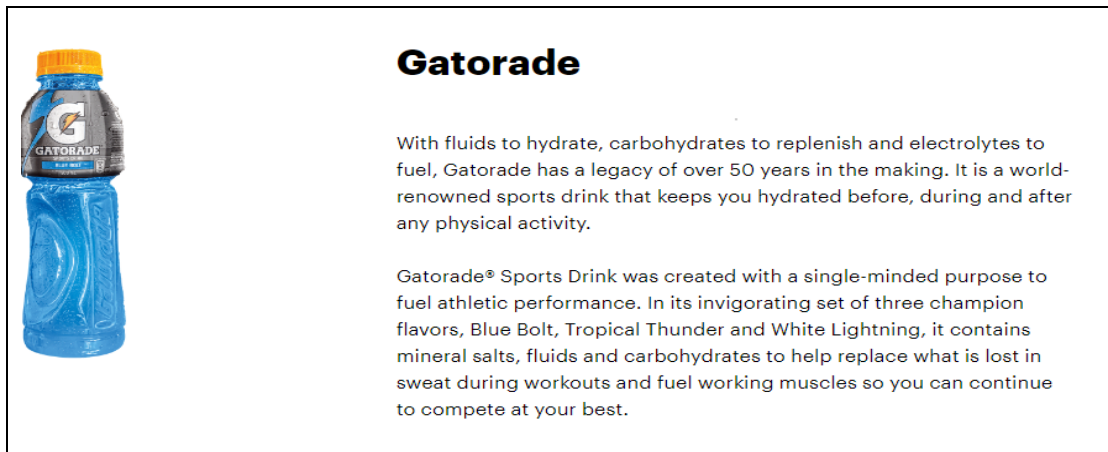 Gatorade
G
GATORADE
BLUE BOLT
With fluids to hydrate, carbohydrates to replenish and electrolytes to
fuel, Gatorade has a legacy of over 50 years in the making. It is a world-
renowned sports drink that keeps you hydrated before, during and after
any physical activity.
Gatorade® Sports Drink was created with a single-minded purpose to
fuel athletic performance. In its invigorating set of three champion
flavors, Blue Bolt, Tropical Thunder and White Lightning, it contains
mineral salts, fluids and carbohydrates to help replace what is lost in
sweat during workouts and fuel working muscles so you can continue
to compete at your best.